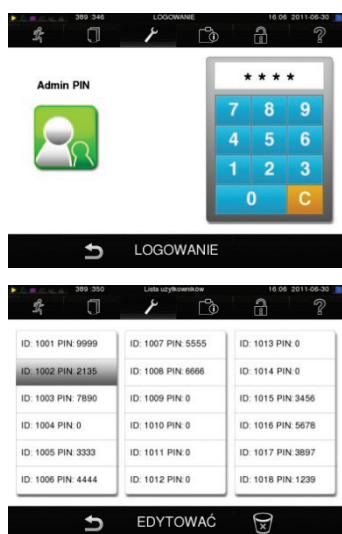 389 346 LOGOWANIE 16:06 2011-06-30
Admin PIN
* * * *
7 8 9
4 5 6
1 2 3
0 C
LOGOWANIE
389 350 Lista użytkowników 16:06 2011-06-30
ID: 1001 PIN: 9999 ID: 1007 PIN: 5555 ID: 1013 PIN: 0
ID: 1002 PIN: 2135 ID: 1008 PIN: 6666 ID: 1014 PIN: 0
ID: 1003 PIN: 7890 ID: 1009 PIN: 0 ID: 1015 PIN: 3456
ID: 1004 PIN: 0 ID: 1010 PIN: 0 ID: 1016 PIN: 5678
ID: 1005 PIN: 3333 ID: 1011 PIN: 0 ID: 1017 PIN: 3897
ID: 1006 PIN: 4444 ID: 1012 PIN: 0 ID: 1018 PIN: 1239
EDYTOWAĆ